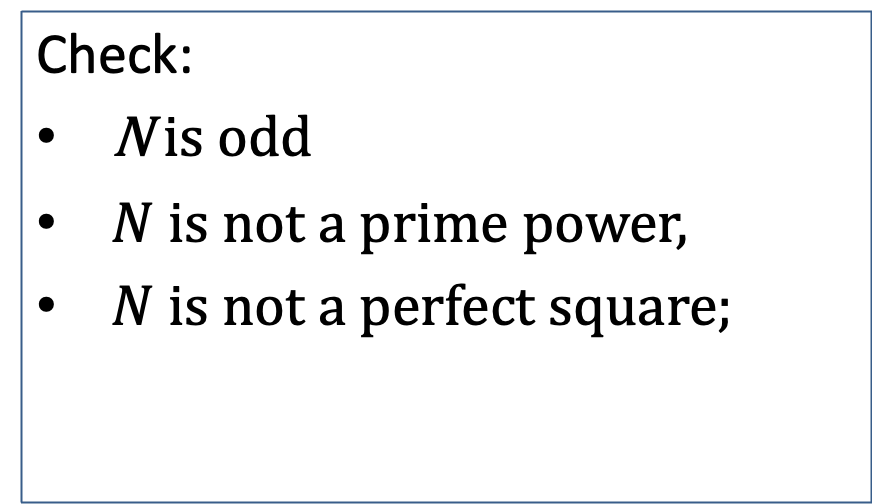 Check:
• N is odd
• N is not a prime power,
• N is not a perfect square;